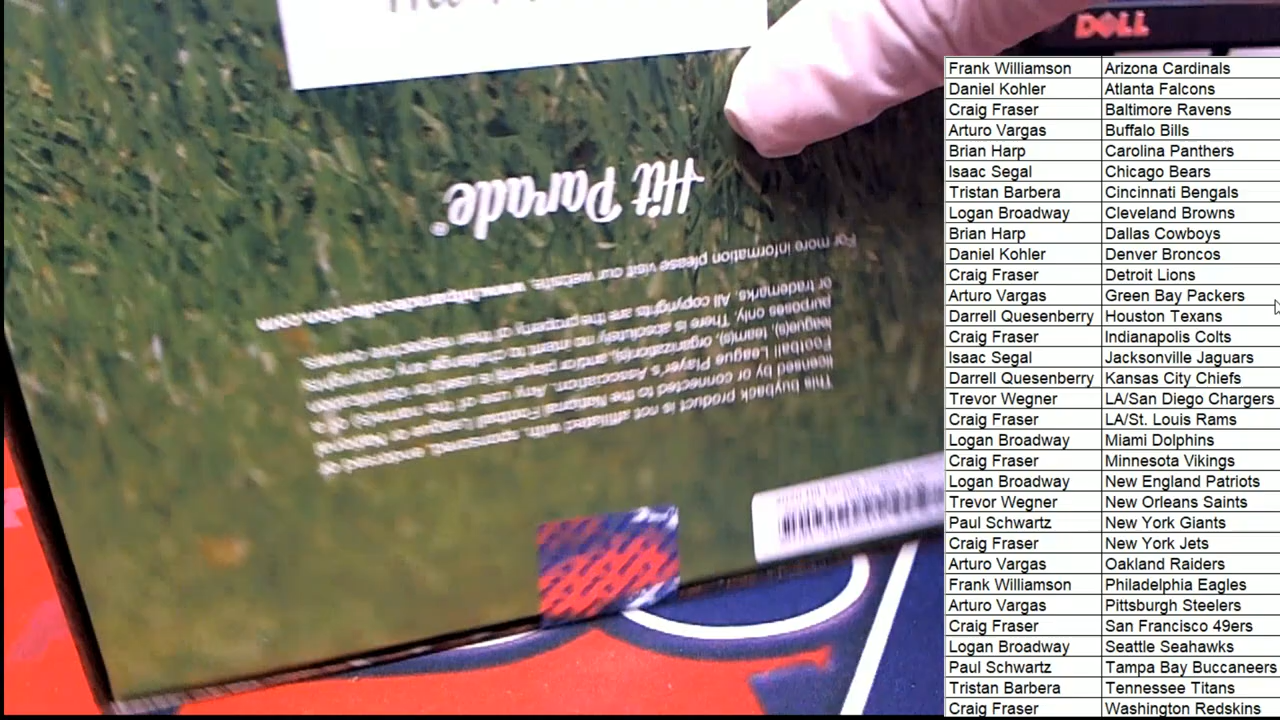 DELL
Hit Parade
For more information please visit our website, www.hitparadecollection.com
This buyback product is not affiliated with, sponsored, endorsed or
licensed by or connected to the National Football League or National
Football League Player's Association. Any use of the name(s) of a
league(s), team(s), organization(s), and/or player(s) is used for identification
purposes only. There is absolutely no intent to challenge any copyrights
or trademarks. All copyrights are the property of their respective owners.
Frank Williamson Arizona Cardinals
Daniel Kohler Atlanta Falcons
Craig Fraser Baltimore Ravens
Arturo Vargas Buffalo Bills
Brian Harp Carolina Panthers
Isaac Segal Chicago Bears
Tristan Barbera Cincinnati Bengals
Logan Broadway Cleveland Browns
Brian Harp Dallas Cowboys
Daniel Kohler Denver Broncos
Craig Fraser Detroit Lions
Arturo Vargas Green Bay Packers
Darrell Quesenberry Houston Texans
Craig Fraser Indianapolis Colts
Isaac Segal Jacksonville Jaguars
Darrell Quesenberry Kansas City Chiefs
Trevor Wegner LA/San Diego Chargers
Craig Fraser LA/St. Louis Rams
Logan Broadway Miami Dolphins
Craig Fraser Minnesota Vikings
Logan Broadway New England Patriots
Trevor Wegner New Orleans Saints
Paul Schwartz New York Giants
Craig Fraser New York Jets
Arturo Vargas Oakland Raiders
Frank Williamson Philadelphia Eagles
Arturo Vargas Pittsburgh Steelers
Craig Fraser San Francisco 49ers
Logan Broadway Seattle Seahawks
Paul Schwartz Tampa Bay Buccaneers
Tristan Barbera Tennessee Titans
Craig Fraser Washington Redskins